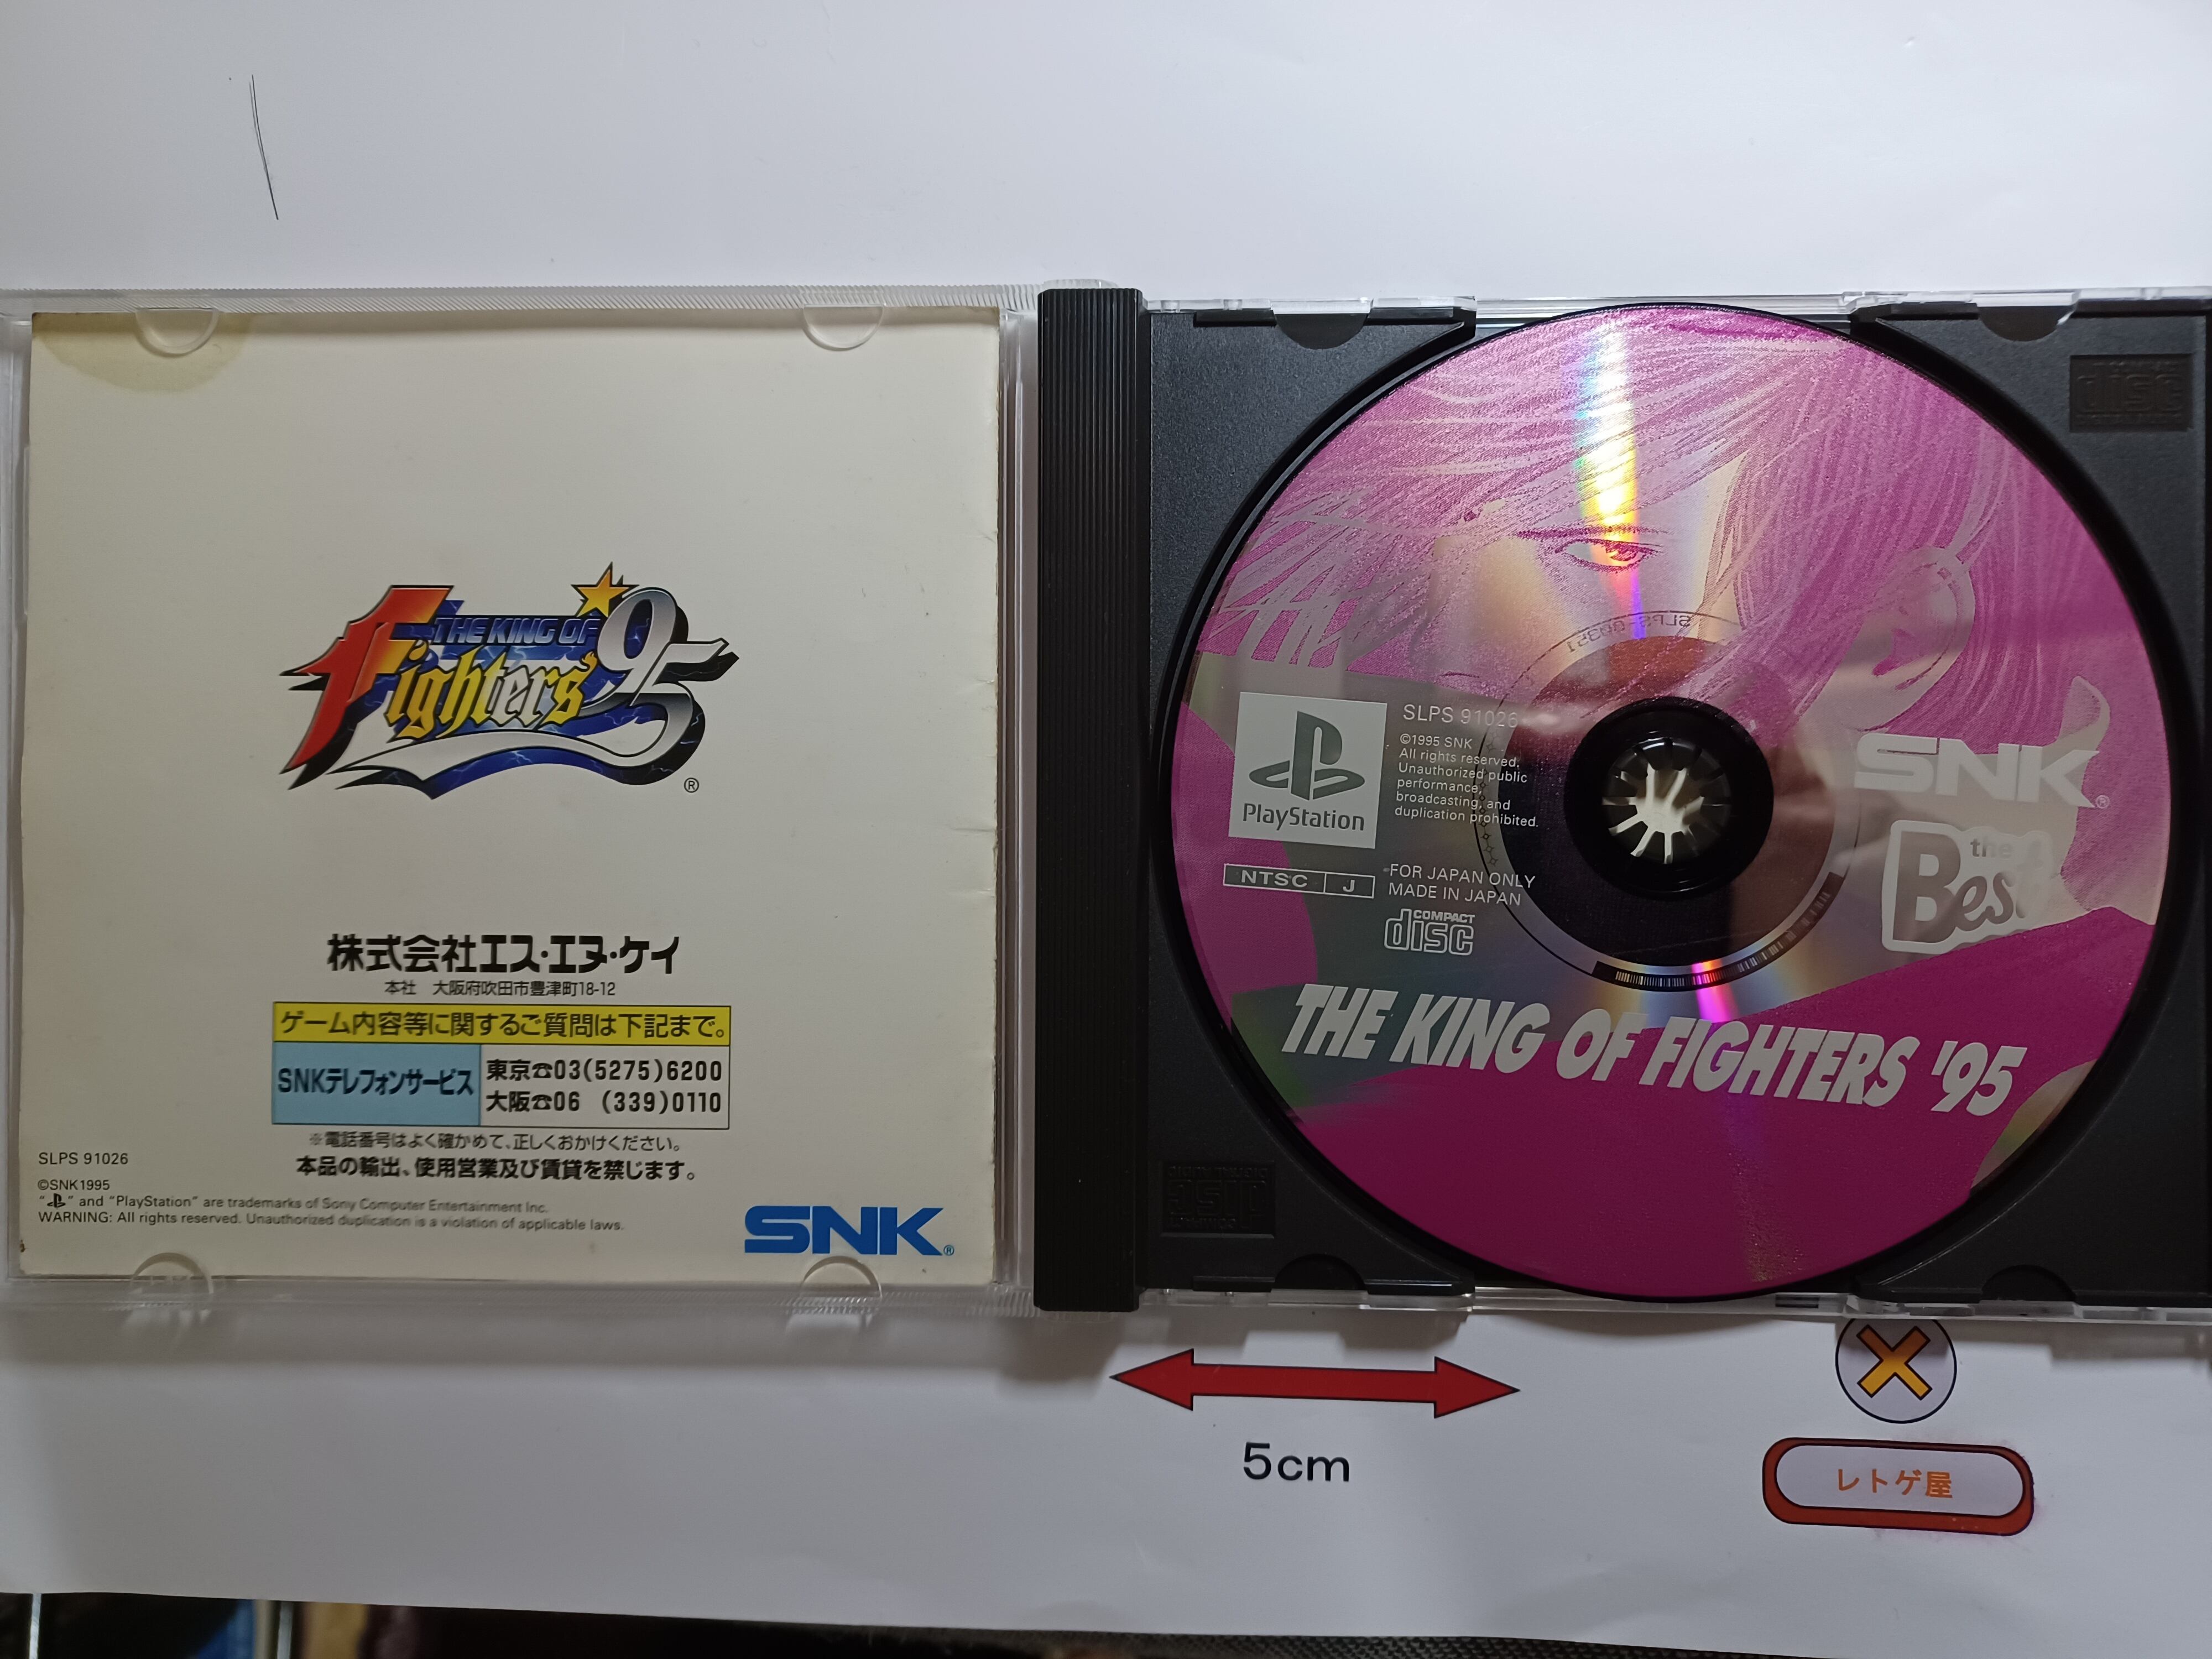 THE KING OF
Fighters'95
®
株式会社エス・エヌ・ケイ
本社 大阪府吹田市豊津町18-12
ゲーム内容等に関するご質問は下記まで。
SNKテレフォンサービス
東京☎03(5275)6200
大阪☎06 (339)0110
※電話番号はよく確かめて、正しくおかけください。
本品の輸出、使用営業及び賃貸を禁じます。
SLPS 91026
©SNK1995
"PS" and "PlayStation" are trademarks of Sony Computer Entertainment Inc.
WARNING: All rights reserved. Unauthorized duplication is a violation of applicable laws.
SNK®
disc
SLPS-00351
PlayStation
SLPS 91026
©1995 SNK
All rights reserved.
Unauthorized public
performance,
broadcasting, and
duplication prohibited.
NTSC J
FOR JAPAN ONLY
MADE IN JAPAN
COMPACT
disc
SNK®
the
Best
THE KING OF FIGHTERS '95
5cm
レトゲ屋